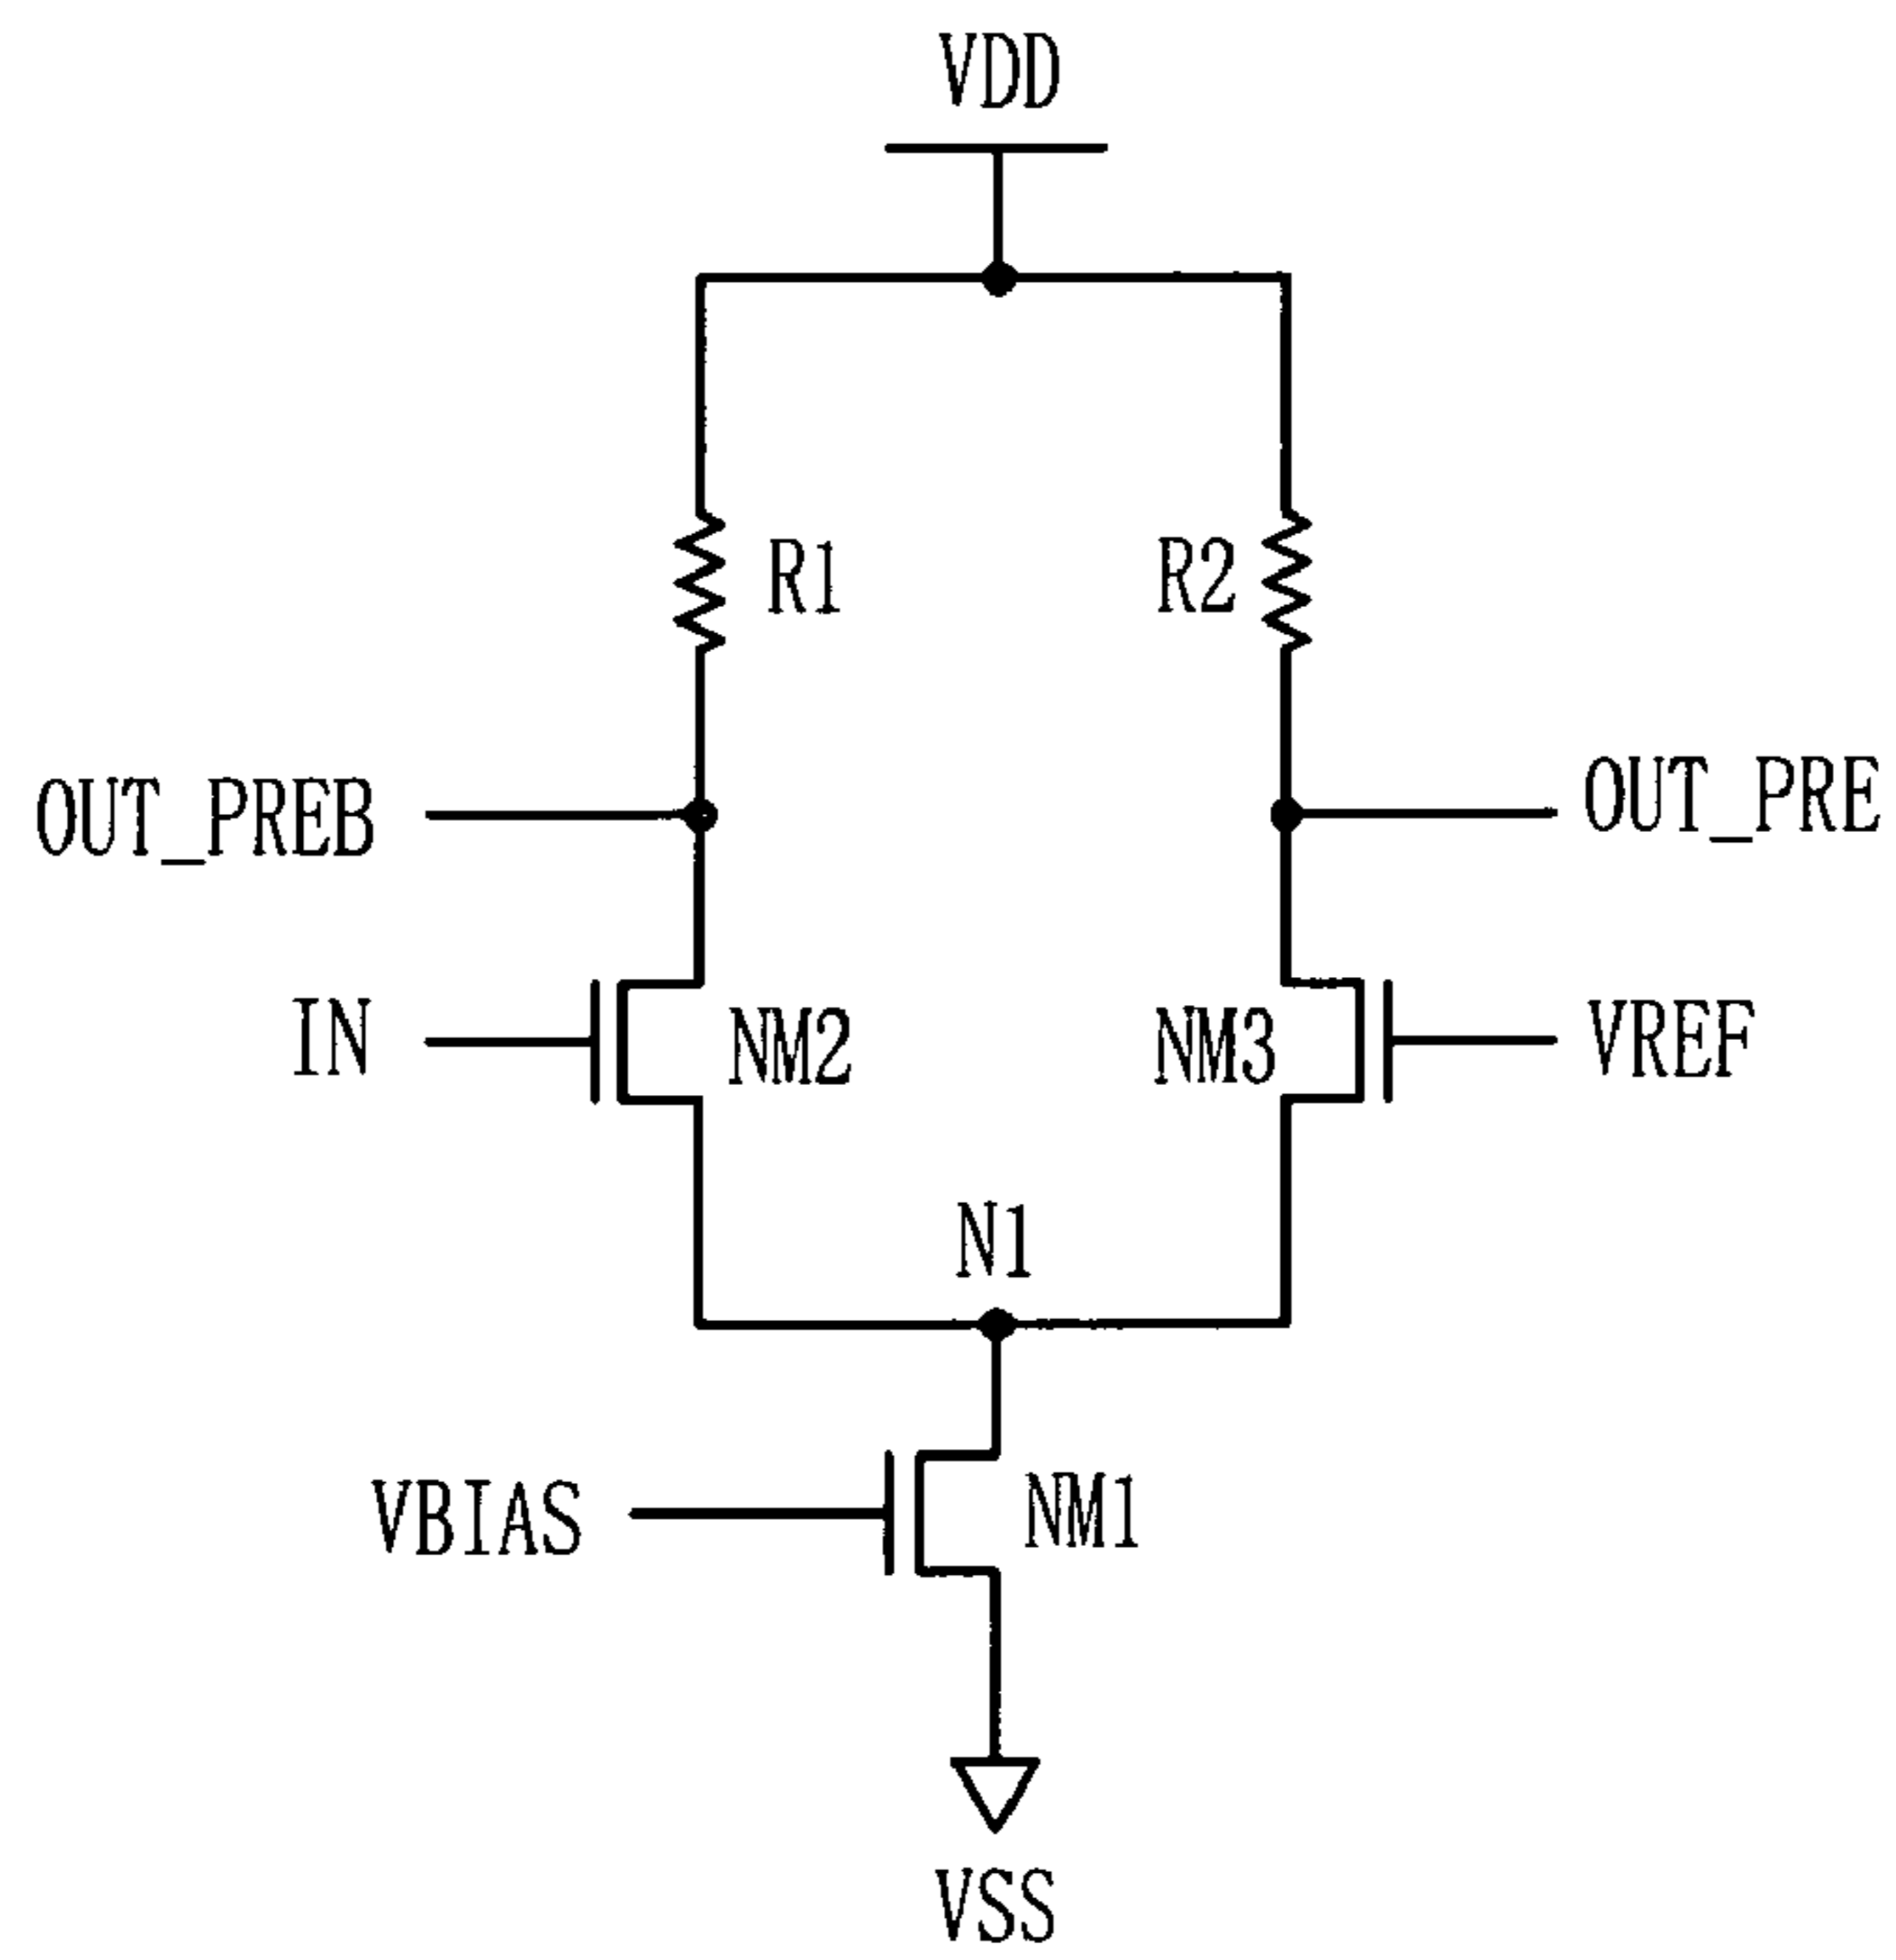 VDD
R1
R2
OUT_PREB
OUT_PRE
IN
NM2
NM3
VREF
N1
VBIAS
NM1
VSS